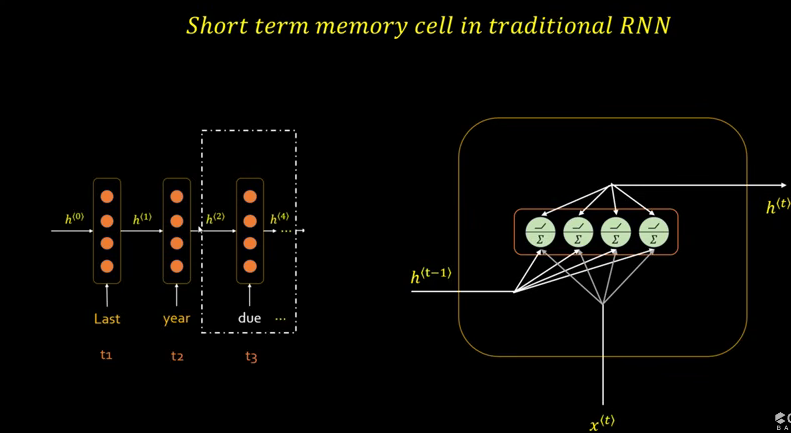 Short term memory cell in traditional RNN
h⟨0⟩ h⟨1⟩ h⟨2⟩ h⟨4⟩
...
Last year due ...
t1 t2 t3
Σ Σ Σ Σ
h⟨t⟩
h⟨t−1⟩
x⟨t⟩